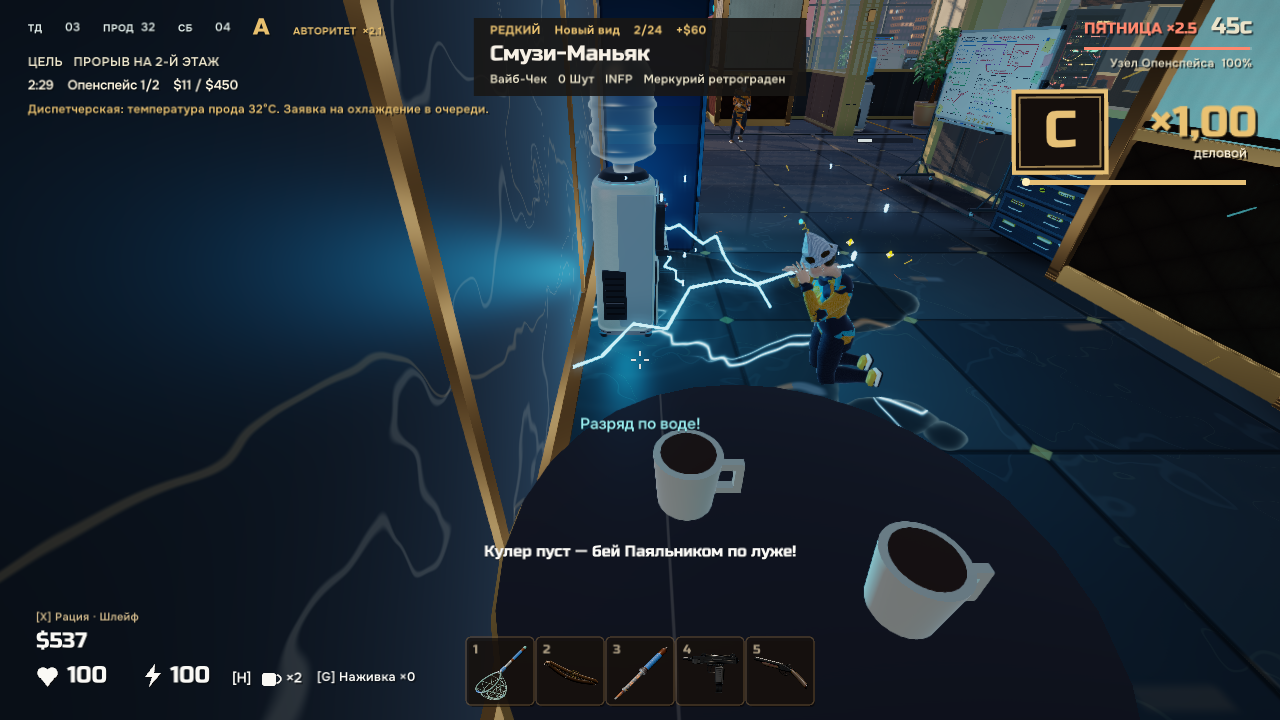 ТД 03 ПРОД 32 СБ 04 A АВТОРИТЕТ ×2.1
ЦЕЛЬ ПРОРЫВ НА 2-Й ЭТАЖ
2:29 Опенспейс 1/2 $11 / $450
Диспетчерская: температура прода 32°C. Заявка на охлаждение в очереди.
РЕДКИЙ Новый вид 2/24 +$60
Смузи-Маньяк
Вайб-Чек 0 Шут INFP Меркурий ретрограден
ПЯТНИЦА ×2.5 45с
Узел Опенспейса 100%
C ×1,00
ДЕЛОВОЙ
Разряд по воде!
Кулер пуст — бей Паяльником по луже!
[X] Рация · Шлейф
$537
100 100 [H] ×2 [G] Наживка ×0
1 2 3 4 5